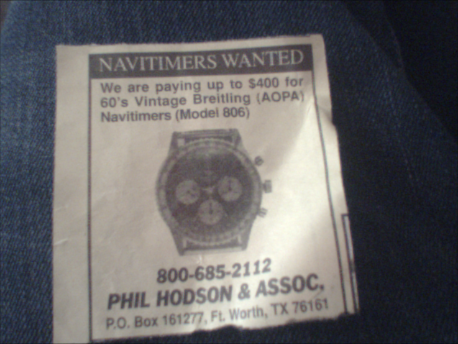 NAVITIMERS WANTED
We are paying up to $400 for
60's Vintage Breitling (AOPA)
Navitimers (Model 806)
800-685-2112
PHIL HODSON & ASSOC,
P.O. Box 161277, Ft. Worth, TX 76161